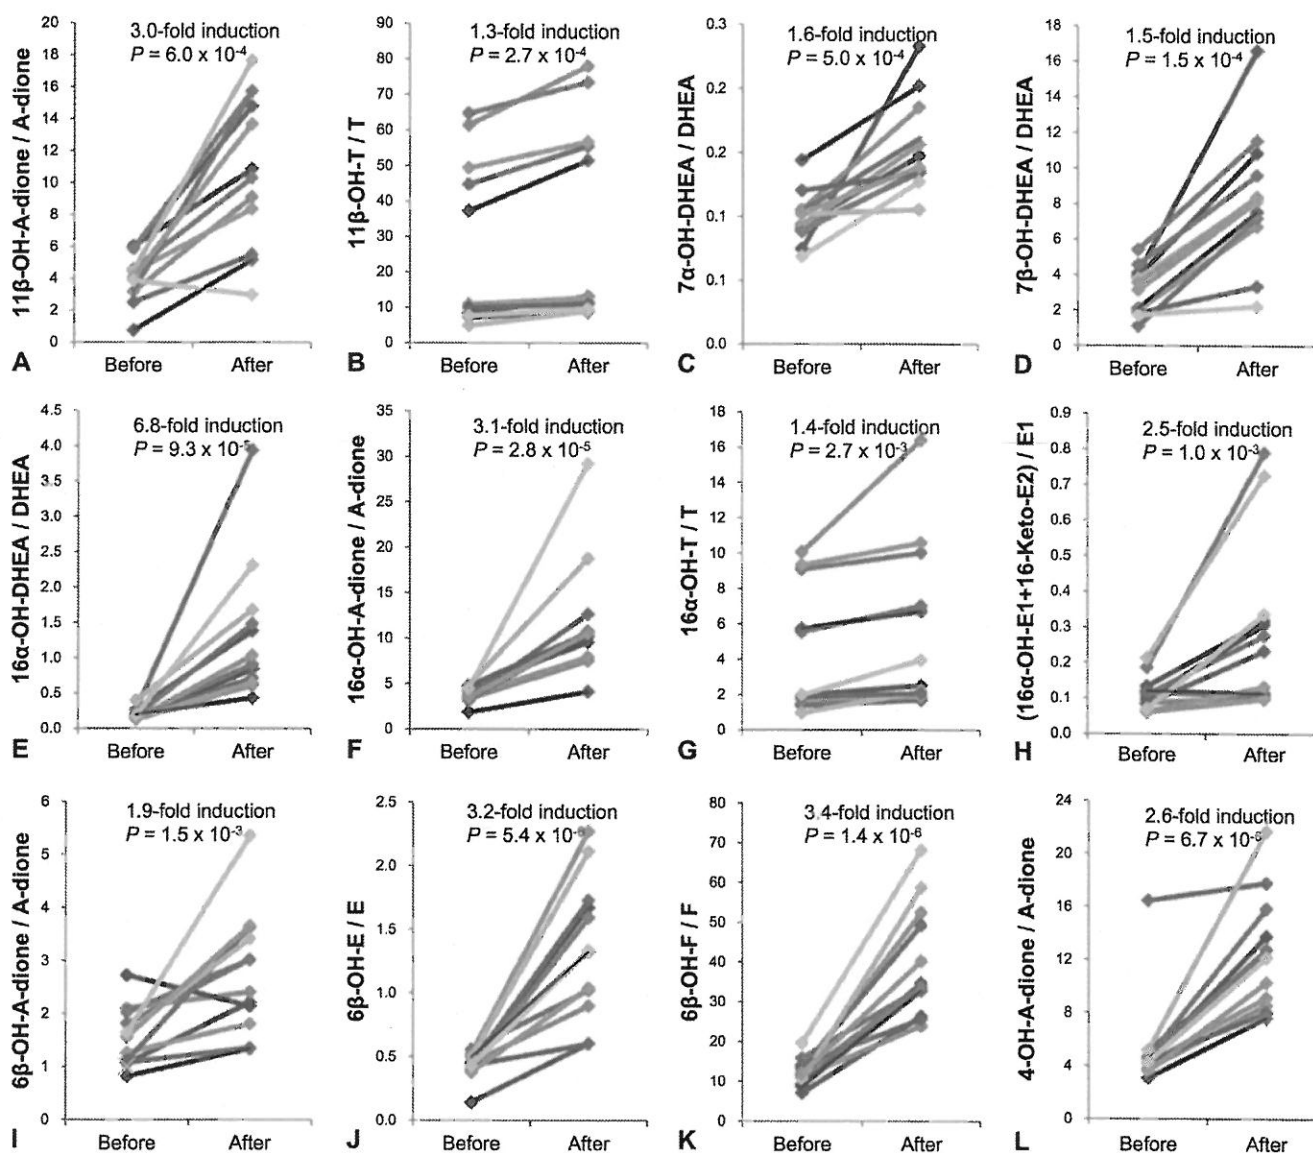 3.0-fold induction
P = 6.0 x 10-4
11β-OH-A-dione / A-dione
20
18
16
14
12
10
8
6
4
2
0
A
Before
After
1.3-fold induction
P = 2.7 x 10-4
11β-OH-T / T
90
80
70
60
50
40
30
20
10
0
B
Before
After
1.6-fold induction
P = 5.0 x 10-4
7α-OH-DHEA / DHEA
0.3
0.2
0.2
0.1
0.1
0.0
C
Before
After
1.5-fold induction
P = 1.5 x 10-4
7β-OH-DHEA / DHEA
18
16
14
12
10
8
6
4
2
0
D
Before
After
6.8-fold induction
P = 9.3 x 10
16α-OH-DHEA / DHEA
4.5
4.0
3.5
3.0
2.5
2.0
1.5
1.0
0.5
0.0
E
Before
After
3.1-fold induction
P = 2.8 x 10-5
16α-OH-A-dione / A-dione
35
30
25
20
15
10
5
0
F
Before
After
1.4-fold induction
P = 2.7 x 10-3
16α-OH-T / T
18
16
14
12
10
8
6
4
2
0
G
Before
After
2.5-fold induction
P = 1.0 x 10-3
(16α-OH-E1+16-Keto-E2) / E1
0.9
0.8
0.7
0.6
0.5
0.4
0.3
0.2
0.1
0.0
H
Before
After
1.9-fold induction
P = 1.5 x 10-3
6β-OH-A-dione / A-dione
6
5
4
3
2
1
0
I
Before
After
3.2-fold induction
P = 5.4 x 10
6β-OH-E / E
2.5
2.0
1.5
1.0
0.5
0.0
J
Before
After
3.4-fold induction
P = 1.4 x 10-6
6β-OH-F / F
80
70
60
50
40
30
20
10
0
K
Before
After
2.6-fold induction
P = 6.7 x 10
4-OH-A-dione / A-dione
24
20
16
12
8
4
0
L
Before
After